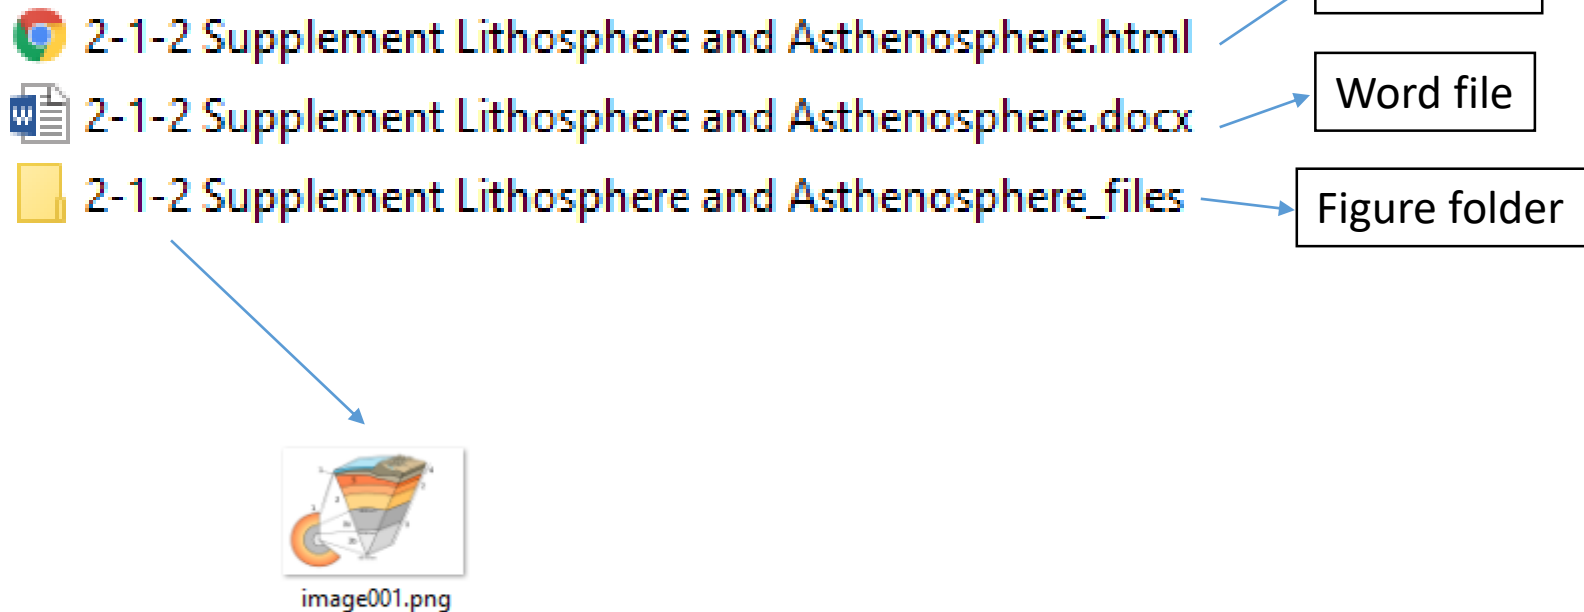 2-1-2 Supplement Lithosphere and Asthenosphere.html
2-1-2 Supplement Lithosphere and Asthenosphere.docx
Word file
2-1-2 Supplement Lithosphere and Asthenosphere_files
Figure folder
image001.png